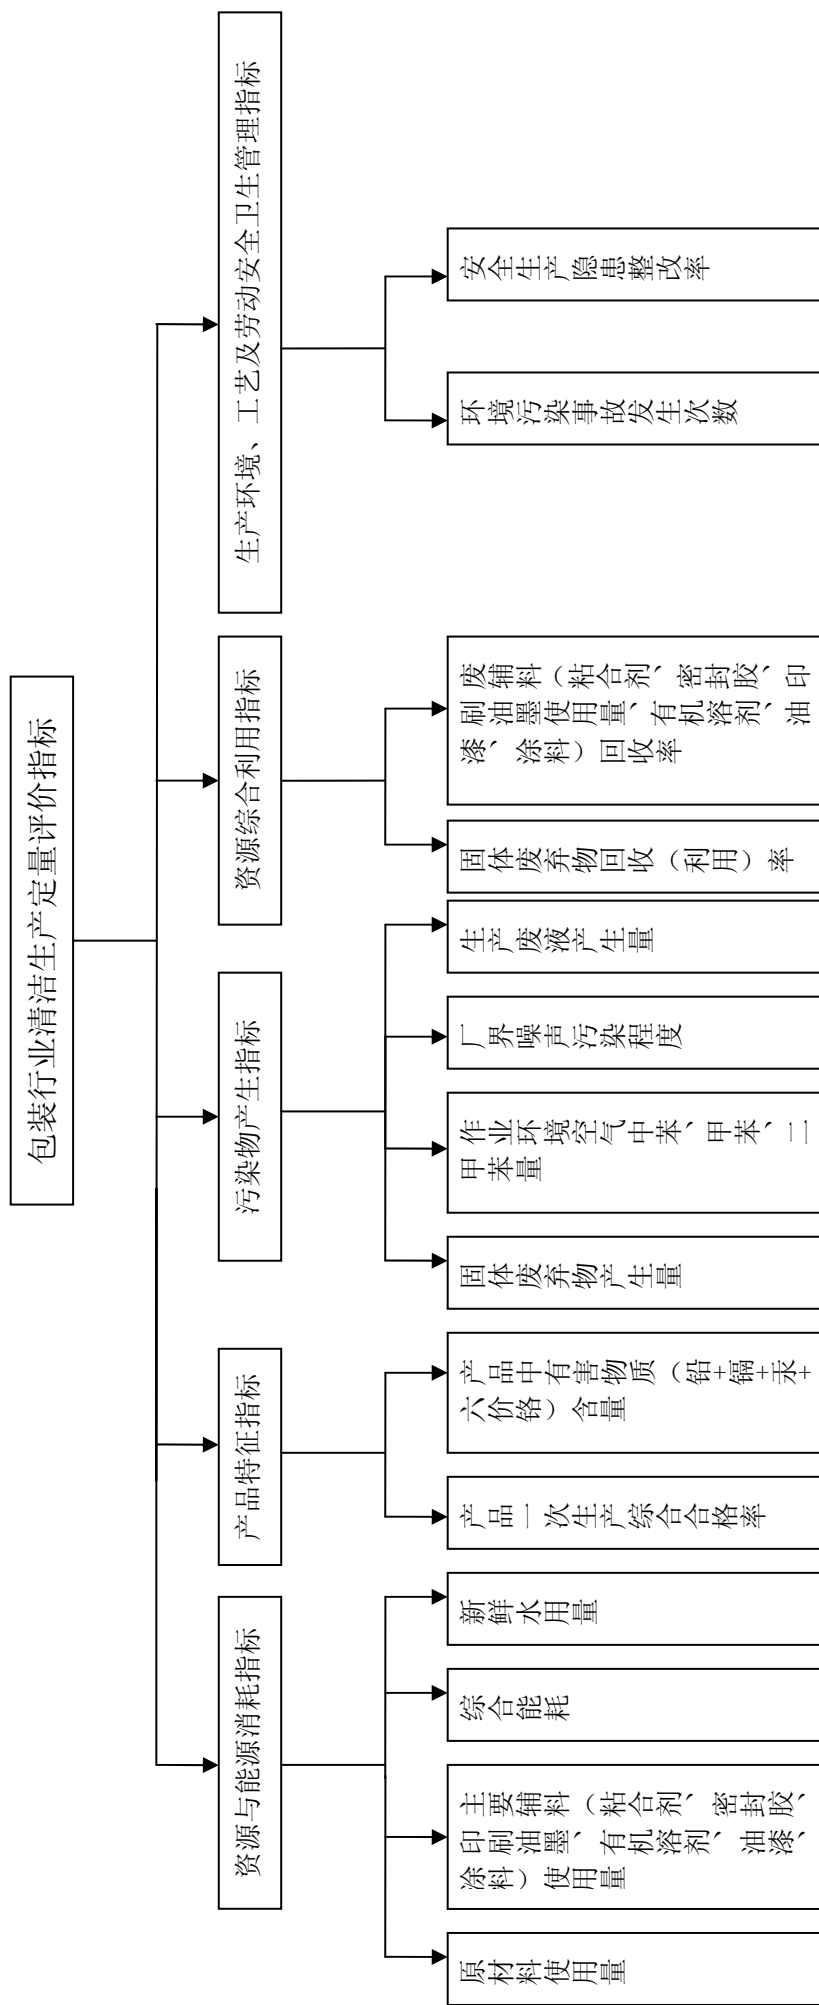 包装行业清洁生产定量评价指标
资源与能源消耗指标
产品特征指标
污染物产生指标
资源综合利用指标
生产环境、工艺及劳动安全卫生管理指标
原材料使用量
主要辅料（粘合剂、密封胶、
印刷油墨、有机溶剂、油漆、
涂料）使用量
综合能耗
新鲜水用量
产品一次生产综合合格率
产品中有害物质（铅+镉+汞+
六价铬）含量
固体废弃物产生量
作业环境空气中苯、甲苯、二
甲苯量
厂界噪声污染程度
生产废液产生量
固体废弃物回收（利用）率
废辅料（粘合剂、密封胶、印
刷油墨使用量、有机溶剂、油
漆、涂料）回收率
环境污染事故发生次数
安全生产隐患整改率